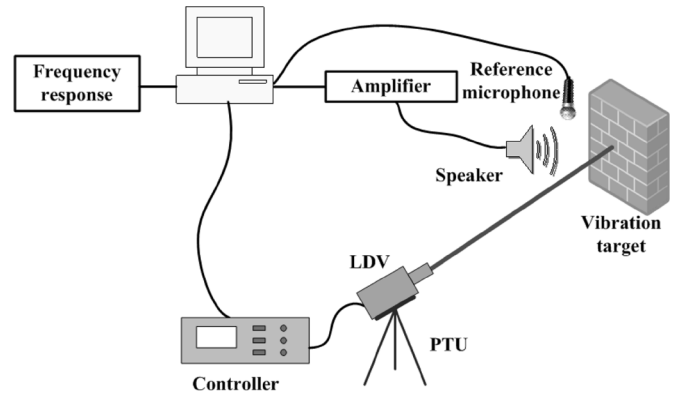 Frequency
response
Amplifier
Reference
microphone
Speaker
Vibration
target
LDV
PTU
Controller